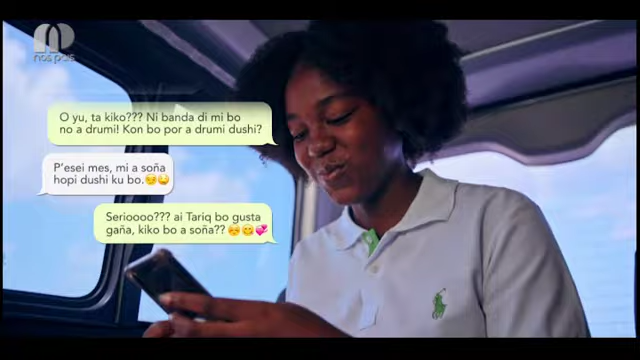 nos pais
O yu, ta kiko??? Ni banda di mi bo
no a drumi! Kon bo por a drumi dushi?
P'esei mes, mi a soña
hopi dushi ku bo.😏😜
Serioooo??? ai Tariq bo gusta
gaña, kiko bo a soña?? 😏😋💞